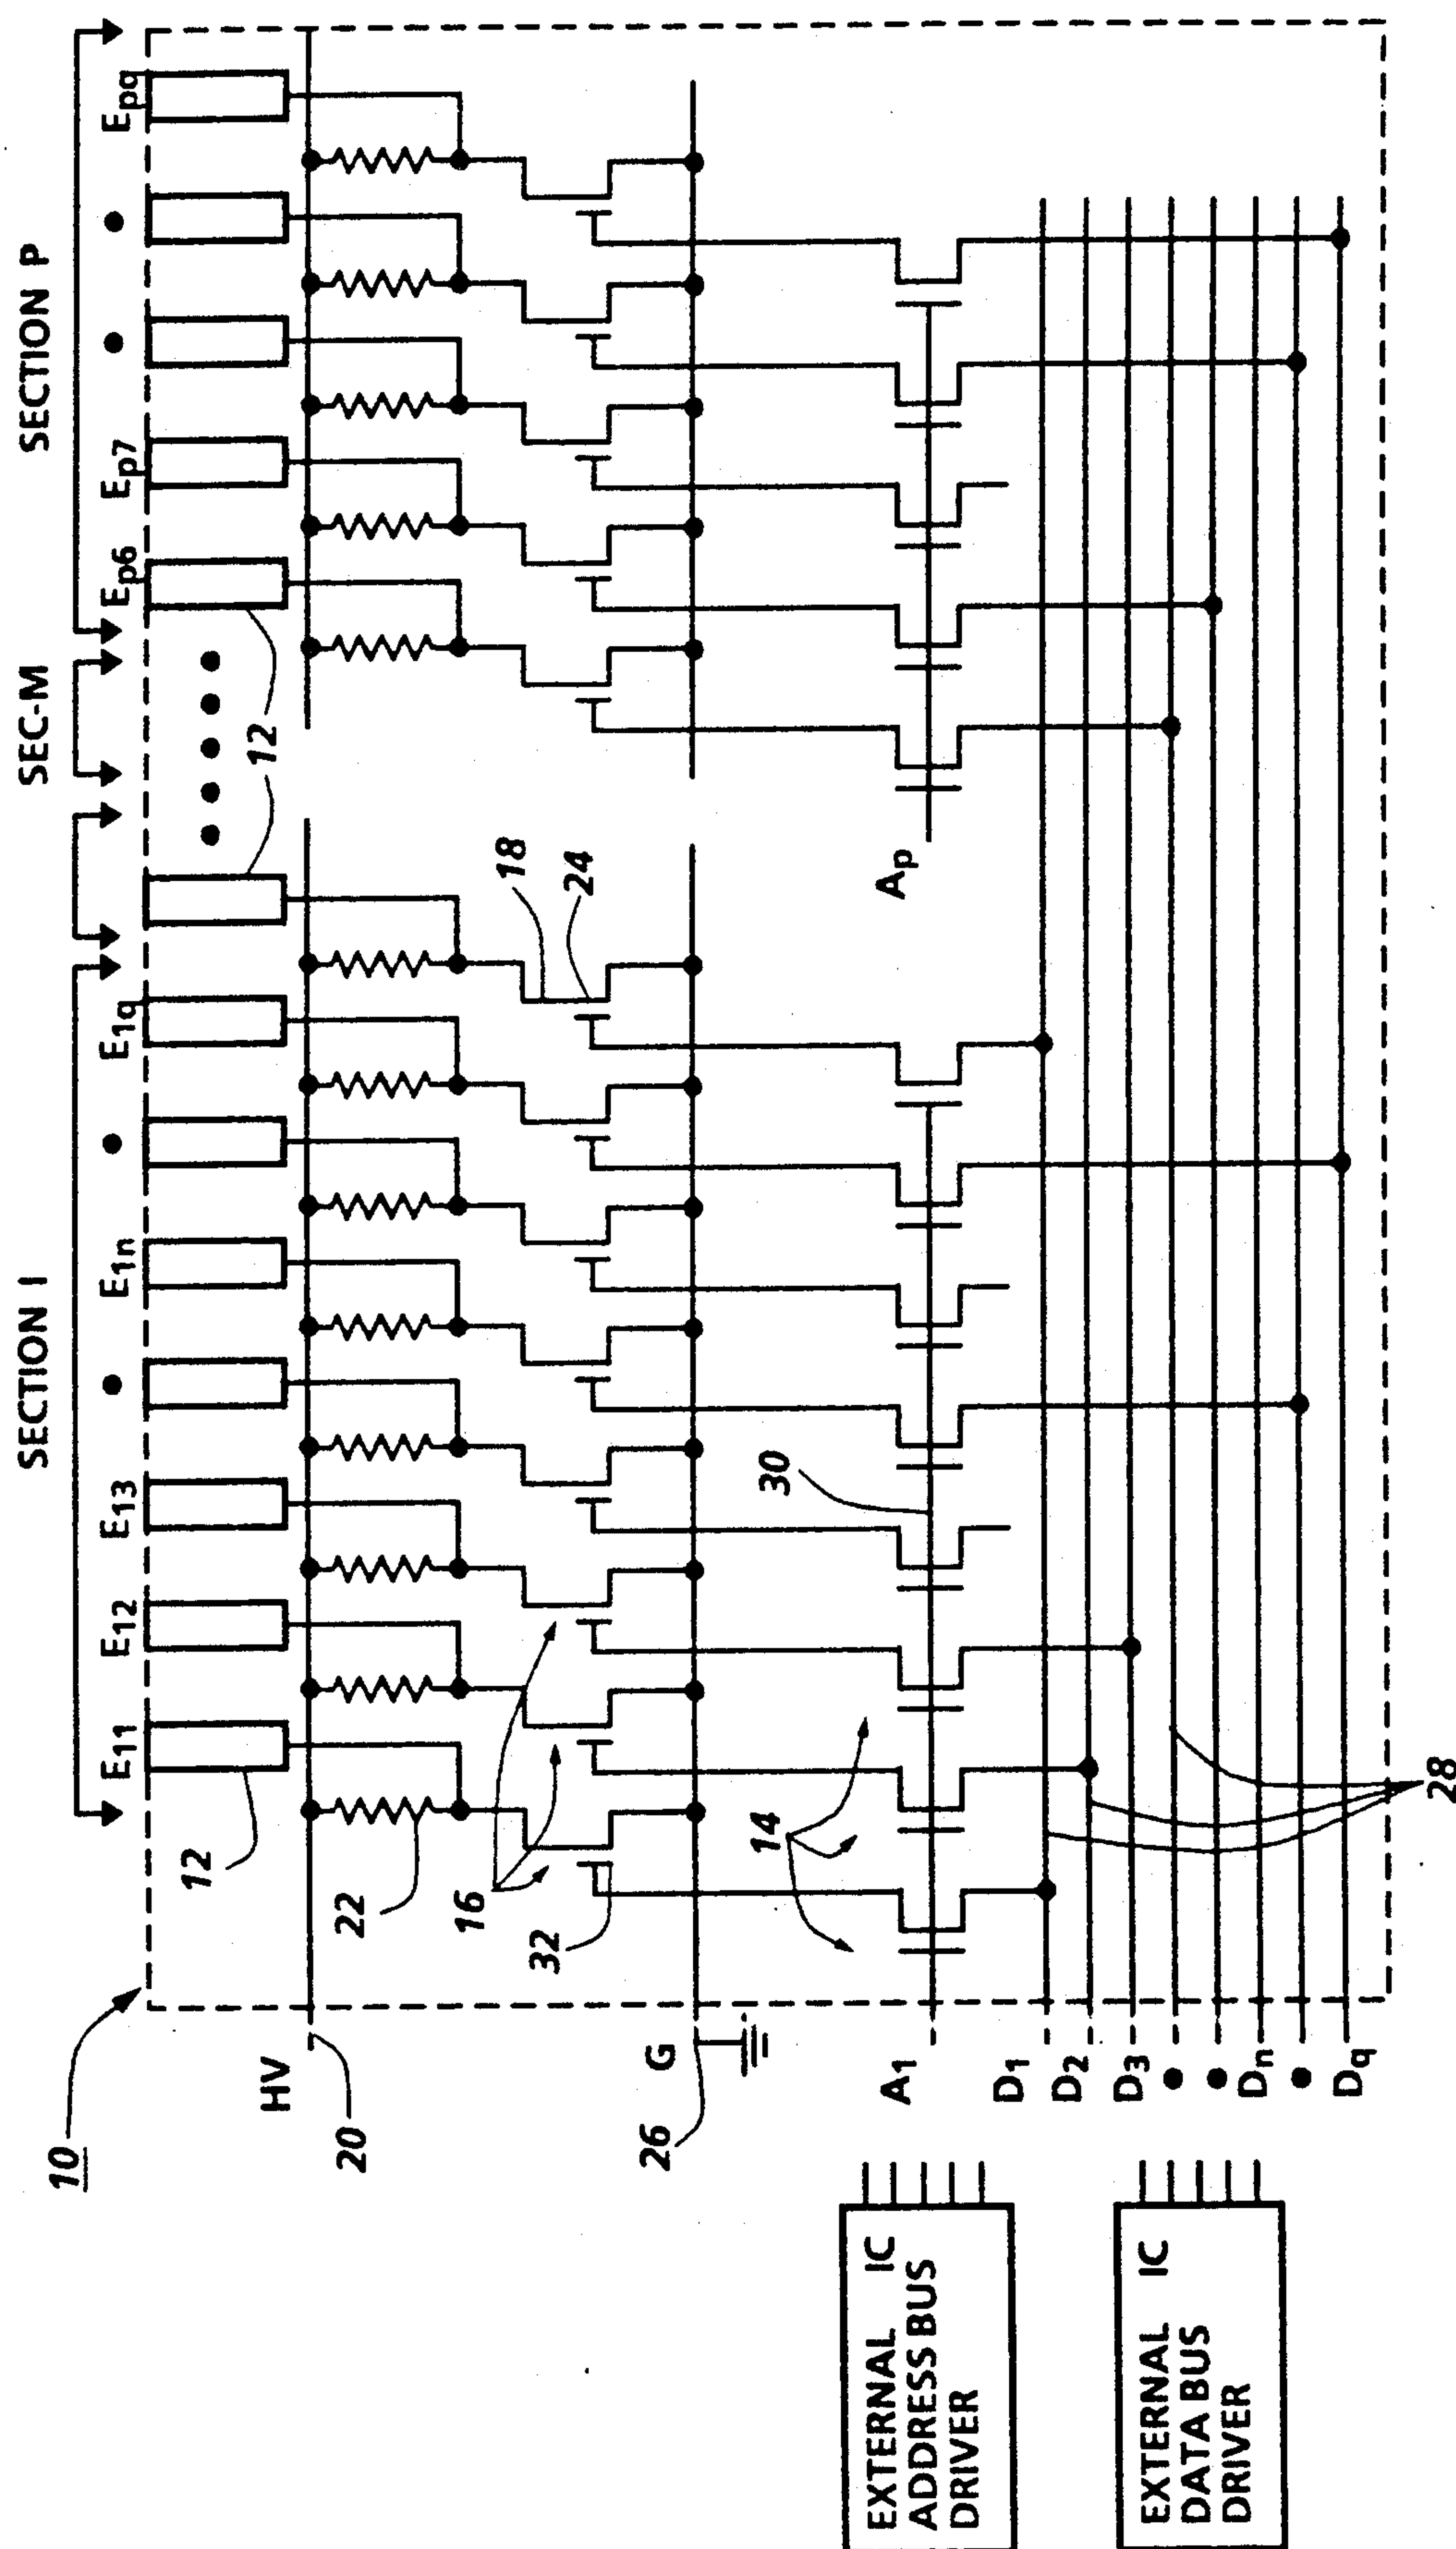 10
SECTION I
SEC-M
SECTION P
E11
E12
E13
•
E1n
•
E1q
•
•
Epq
Ep6
Ep7
12
12
HV
20
22
16
18
24
32
G
26
14
30
A1
Ap
D1
D2
D3
•
•
Dn
•
Dq
28
EXTERNAL IC
ADDRESS BUS
DRIVER
EXTERNAL IC
DATA BUS
DRIVER